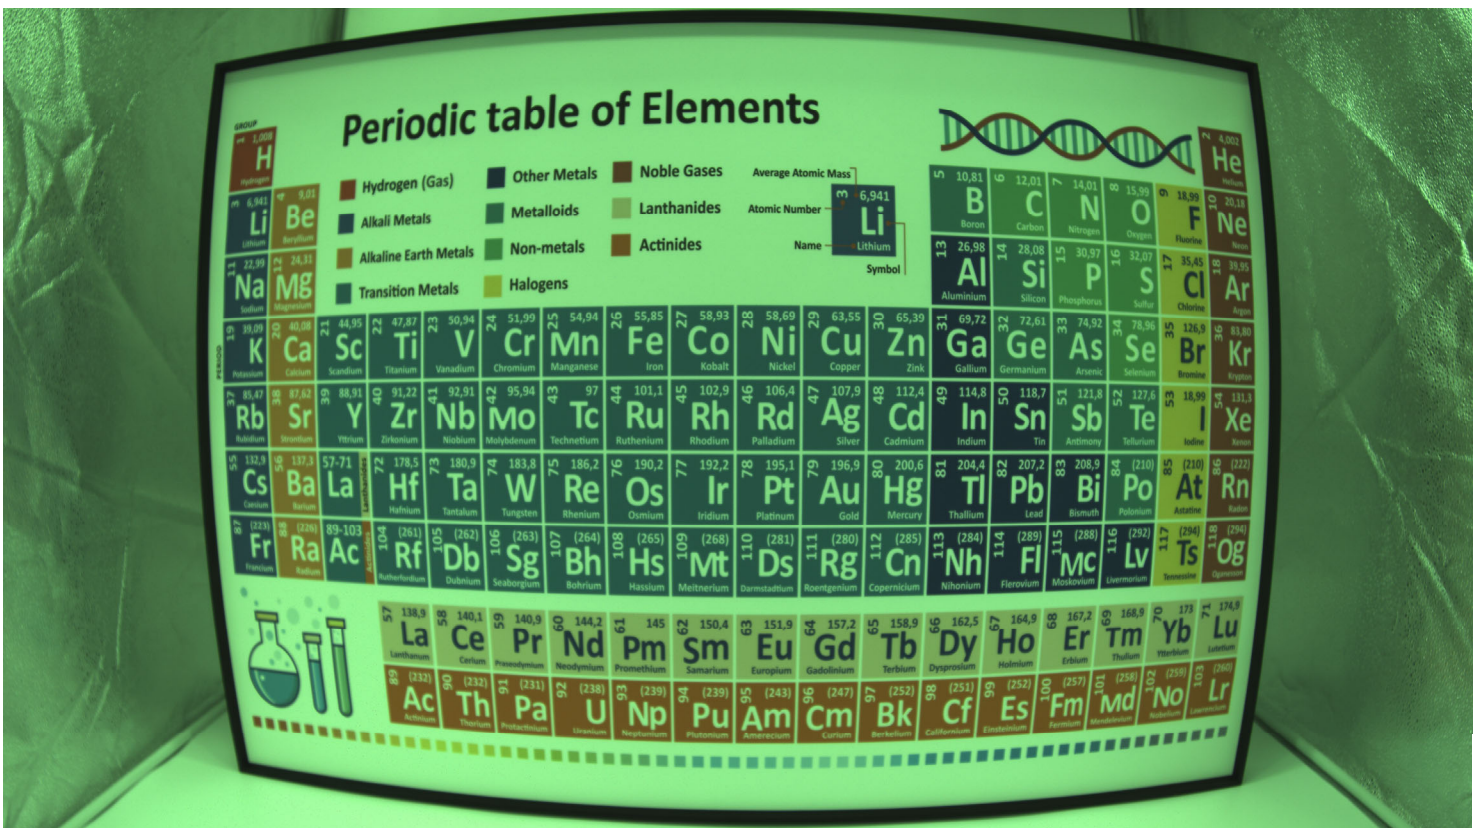 Periodic table of Elements
GROUP
PERIOD
Hydrogen (Gas)
Alkali Metals
Alkaline Earth Metals
Transition Metals
Other Metals
Metalloids
Non-metals
Halogens
Noble Gases
Lanthanides
Actinides
Average Atomic Mass
Atomic Number
Name
Symbol
3 6,941
Li
Lithium
1 1,008 2 4,002
H He
Hydrogen Helium
3 6,941 4 9,01 5 10,81 6 12,01 7 14,01 8 15,99 9 18,99 10 20,18
Li Be B C N O F Ne
Lithium Beryllium Boron Carbon Nitrogen Oxygen Fluorine Neon
11 22,99 12 24,31 13 26,98 14 28,08 15 30,97 16 32,07 17 35,45 18 39,95
Na Mg Al Si P S Cl Ar
Sodium Magnesium Aluminium Silicon Phosphorus Sulfur Chlorine Argon
19 39,09 20 40,08 21 44,95 22 47,87 23 50,94 24 51,99 25 54,94 26 55,85 27 58,93 28 58,69 29 63,55 30 65,39 31 69,72 32 72,61 33 74,92 34 78,96 35 126,9 36 83,80
K Ca Sc Ti V Cr Mn Fe Co Ni Cu Zn Ga Ge As Se Br Kr
Potassium Calcium Scandium Titanium Vanadium Chromium Manganese Iron Kobalt Nickel Copper Zink Gallium Germanium Arsenic Selenium Bromine Krypton
37 85,47 38 87,62 39 88,91 40 91,22 41 92,91 42 95,94 43 97 44 101,1 45 102,9 46 106,4 47 107,9 48 112,4 49 114,8 50 118,7 51 121,8 52 127,6 53 18,99 54 131,3
Rb Sr Y Zr Nb Mo Tc Ru Rh Rd Ag Cd In Sn Sb Te I Xe
Rubidium Strontium Yttrium Zirkonium Niobium Molybdenum Technetium Ruthenium Rhodium Palladium Silver Cadmium Indium Tin Antimony Tellurium Iodine Xenon
55 132,9 56 137,3 57-71 72 178,5 73 180,9 74 183,8 75 186,2 76 190,2 77 192,2 78 195,1 79 196,9 80 200,6 81 204,4 82 207,2 83 208,9 84 (210) 85 (210) 86 (222)
Cs Ba La Lanthanides Hf Ta W Re Os Ir Pt Au Hg Tl Pb Bi Po At Rn
Caesium Barium Hafnium Tantalum Tungsten Rhenium Osmium Iridium Platinum Gold Mercury Thallium Lead Bismuth Polonium Astatine Radon
87 (223) 88 (226) 89-103 104 (261) 105 (262) 106 (263) 107 (264) 108 (265) 109 (268) 110 (281) 111 (280) 112 (285) 113 (284) 114 (289) 115 (288) 116 (292) 117 (294) 118 (294)
Fr Ra Ac Actinides Rf Db Sg Bh Hs Mt Ds Rg Cn Nh Fl Mc Lv Ts Og
Francium Radium Rutherfordium Dubnium Seaborgium Bohrium Hassium Meitnerium Darmstadtium Roentgenium Copernicium Nihonium Flerovium Moskovium Livermorium Tennessine Oganesson
57 138,9 58 140,1 59 140,9 60 144,2 61 145 62 150,4 63 151,9 64 157,2 65 158,9 66 162,5 67 164,9 68 167,2 69 168,9 70 173 71 174,9
La Ce Pr Nd Pm Sm Eu Gd Tb Dy Ho Er Tm Yb Lu
Lanthanum Cerium Praseodymium Neodymium Promethium Samarium Europium Gadolinium Terbium Dysprosium Holmium Erbium Thulium Ytterbium Lutetium
89 (232) 90 (232) 91 (231) 92 (238) 93 (239) 94 (239) 95 (243) 96 (247) 97 (252) 98 (251) 99 (252) 100 (257) 101 (258) 102 (259) 103 (260)
Ac Th Pa U Np Pu Am Cm Bk Cf Es Fm Md No Lr
Actinium Thorium Protactinium Uranium Neptunium Plutonium Amerecium Curium Berkelium Californium Einsteinium Fermium Mendelevium Nobelium Lawrencium